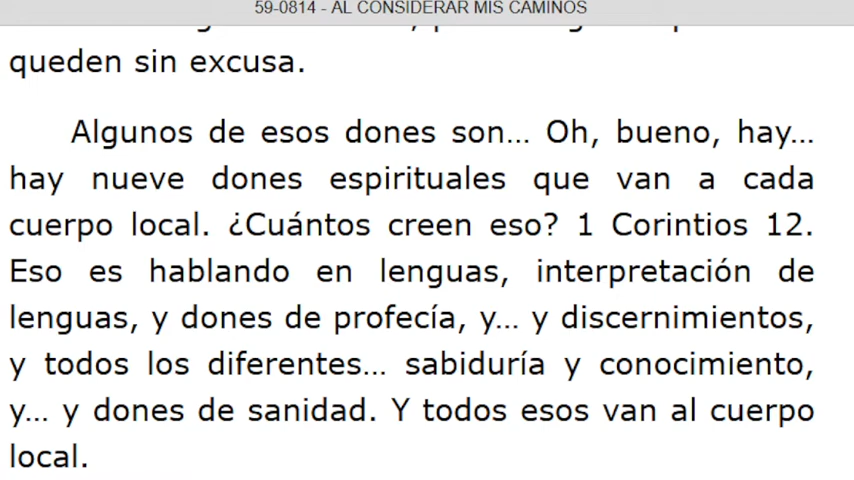 59-0814 - AL CONSIDERAR MIS CAMINOS
queden sin excusa.
Algunos de esos dones son... Oh, bueno, hay...
hay nueve dones espirituales que van a cada
cuerpo local. ¿Cuántos creen eso? 1 Corintios 12.
Eso es hablando en lenguas, interpretación de
lenguas, y dones de profecía, y... y discernimientos,
y todos los diferentes... sabiduría y conocimiento,
y... y dones de sanidad. Y todos esos van al cuerpo
local.